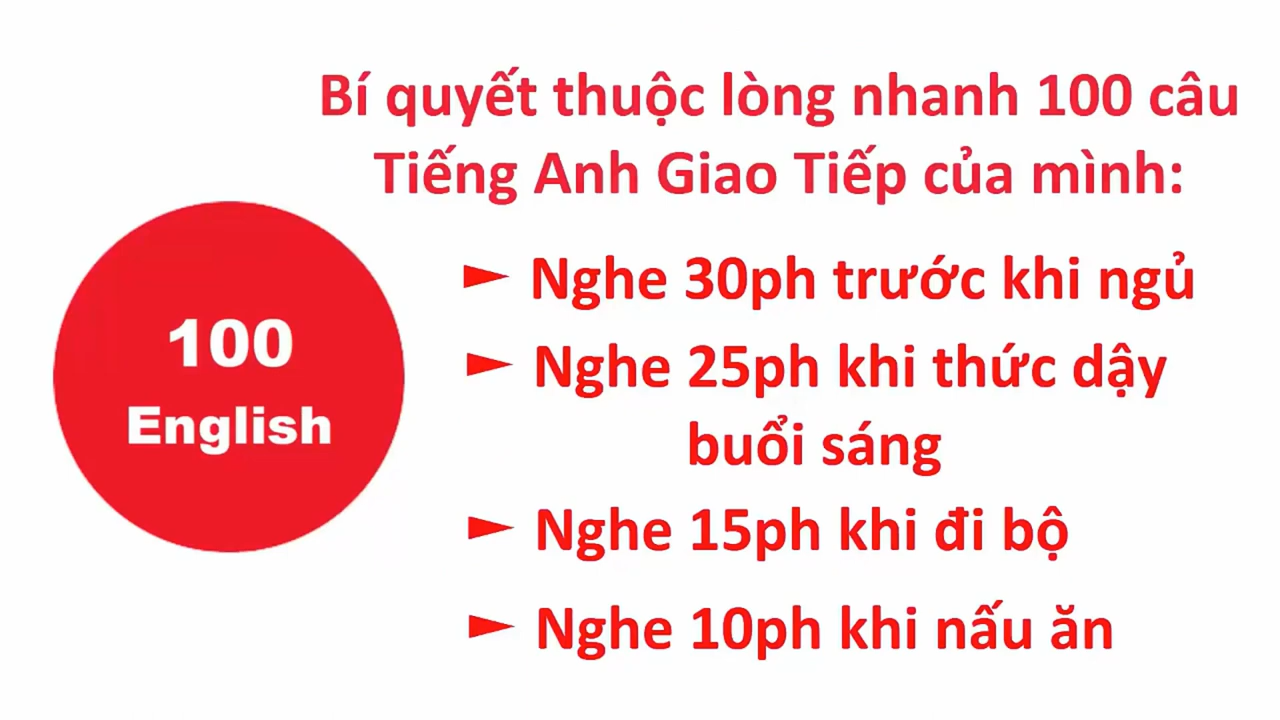 Bí quyết thuộc lòng nhanh 100 câu
Tiếng Anh Giao Tiếp của mình:
100
English
► Nghe 30ph trước khi ngủ
► Nghe 25ph khi thức dậy
buổi sáng
► Nghe 15ph khi đi bộ
► Nghe 10ph khi nấu ăn